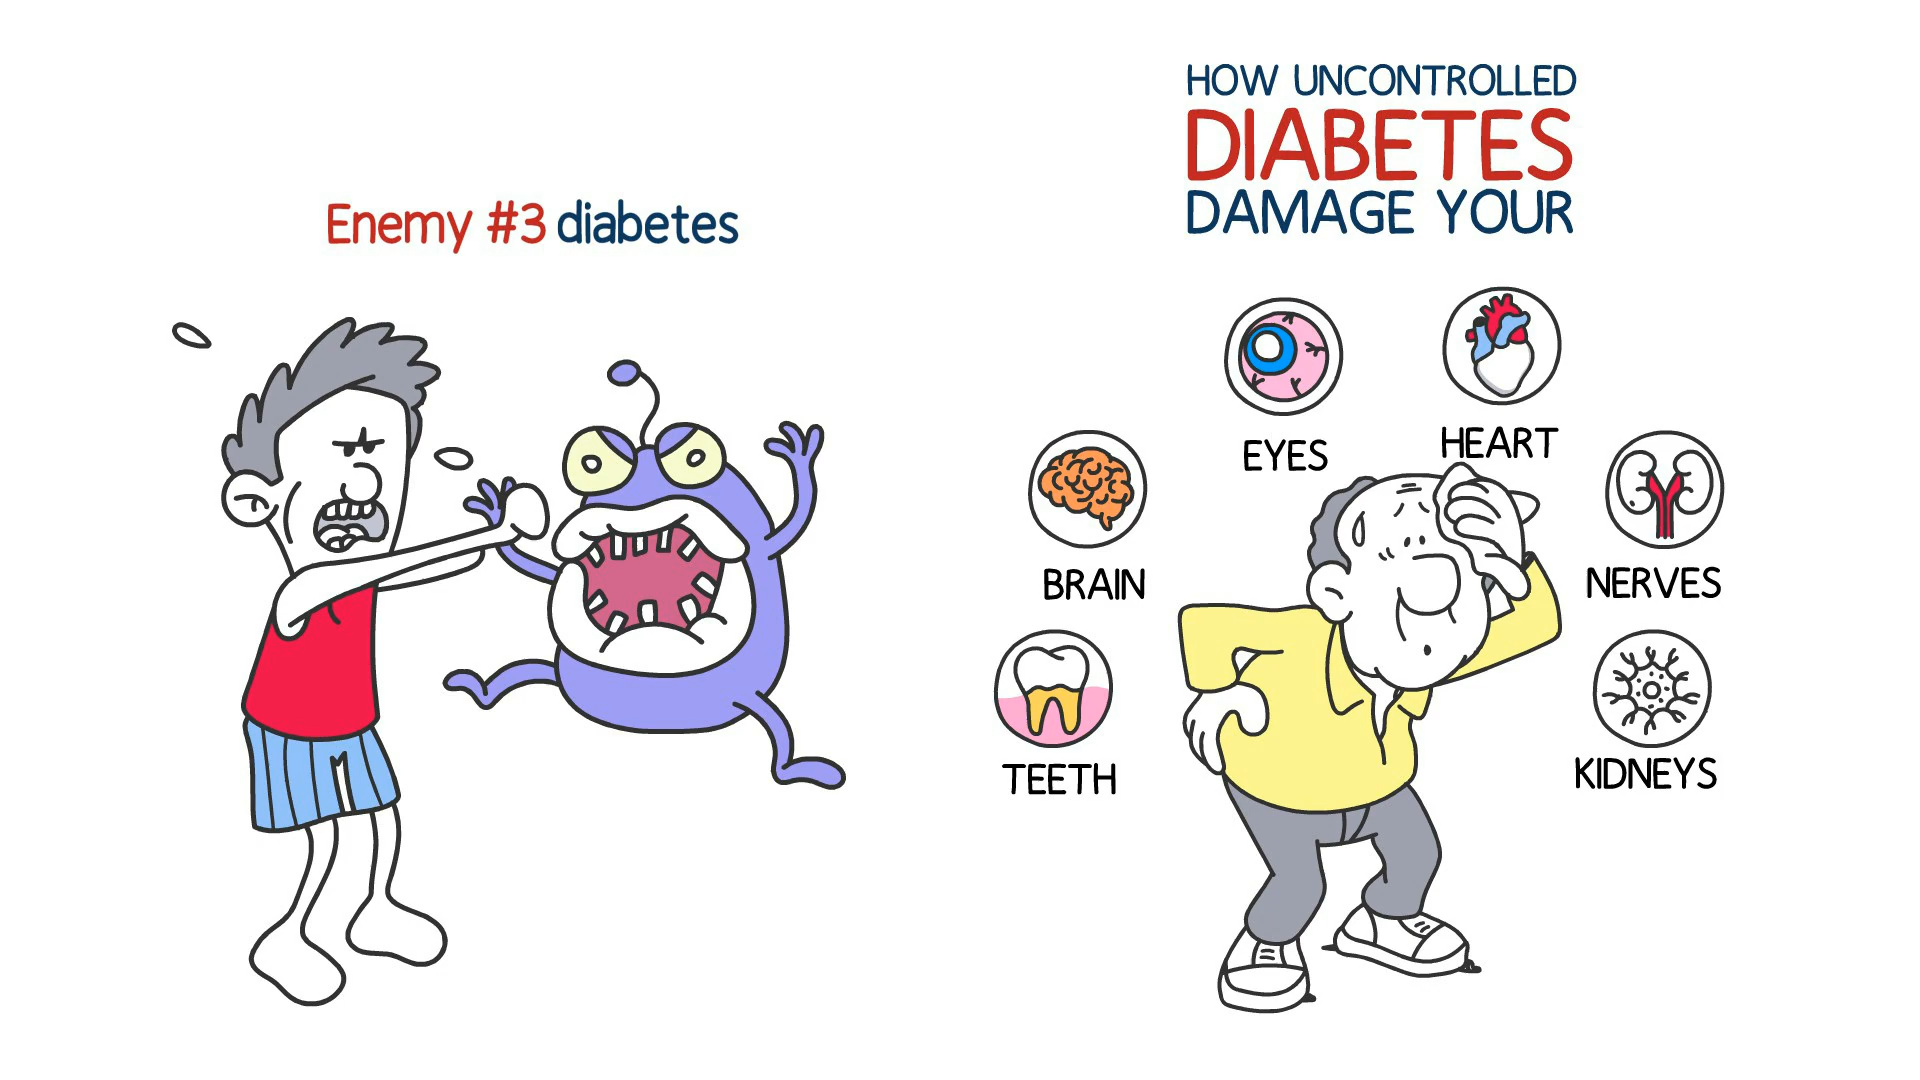 Enemy #3 diabetes
HOW UNCONTROLLED
DIABETES
DAMAGE YOUR
EYES
HEART
BRAIN
NERVES
TEETH
KIDNEYS